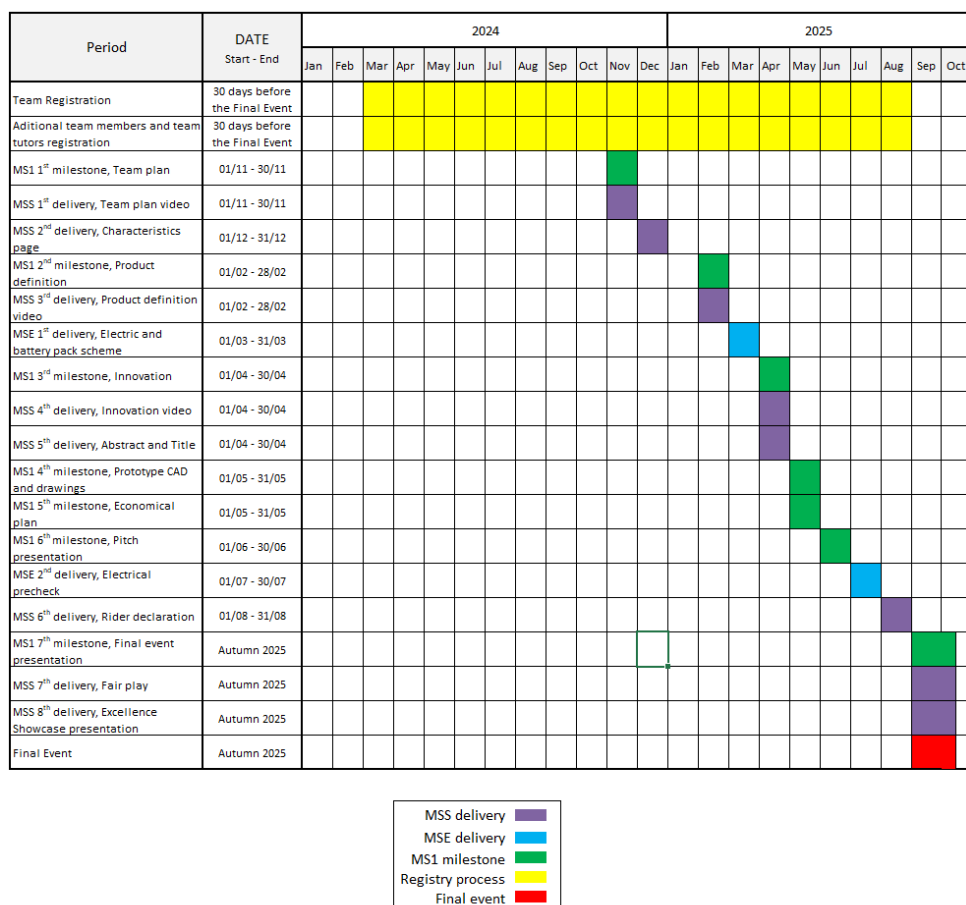 Period
DATE
Start - End
2024
2025
Jan Feb Mar Apr May Jun Jul Aug Sep Oct Nov Dec Jan Feb Mar Apr May Jun Jul Aug Sep Oct
Team Registration
30 days before
the Final Event
Aditional team members and team
tutors registration
30 days before
the Final Event
MS1 1st milestone, Team plan
01/11 - 30/11
MSS 1st delivery, Team plan video
01/11 - 30/11
MSS 2nd delivery, Characteristics
page
01/12 - 31/12
MS1 2nd milestone, Product
definition
01/02 - 28/02
MSS 3rd delivery, Product definition
video
01/02 - 28/02
MSE 1st delivery, Electric and
battery pack scheme
01/03 - 31/03
MS1 3rd milestone, Innovation
01/04 - 30/04
MSS 4th delivery, Innovation video
01/04 - 30/04
MSS 5th delivery, Abstract and Title
01/04 - 30/04
MS1 4th milestone, Prototype CAD
and drawings
01/05 - 31/05
MS1 5th milestone, Economical
plan
01/05 - 31/05
MS1 6th milestone, Pitch
presentation
01/06 - 30/06
MSE 2nd delivery, Electrical
precheck
01/07 - 30/07
MSS 6th delivery, Rider declaration
01/08 - 31/08
MS1 7th milestone, Final event
presentation
Autumn 2025
MSS 7th delivery, Fair play
Autumn 2025
MSS 8th delivery, Excellence
Showcase presentation
Autumn 2025
Final Event
Autumn 2025
MSS delivery
MSE delivery
MS1 milestone
Registry process
Final event